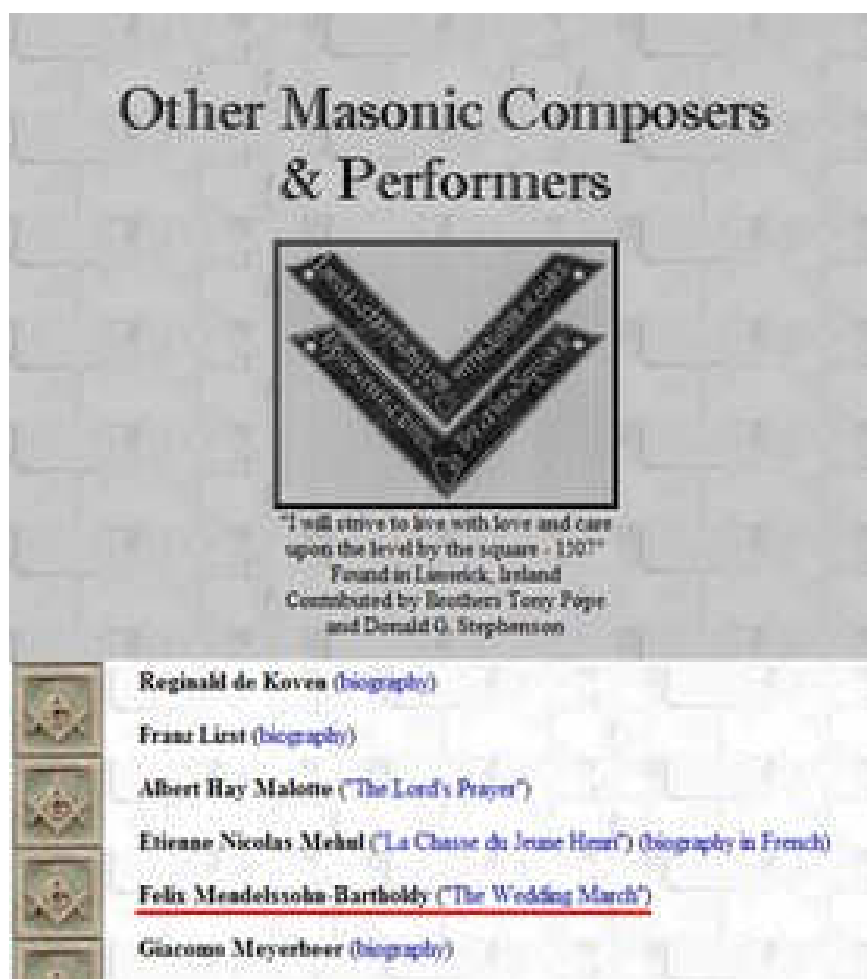 Other Masonic Composers
& Performers
"I will strive to live with love and care
upon the level by the square - 1507"
Found in Limerick, Ireland
Contributed by Brothers Tony Pope
and Donald G. Stephenson
Reginald de Koven (biography)
Franz Liszt (biography)
Albert Hay Malotte ("The Lord's Prayer")
Etienne Nicolas Mehul ("La Chasse du Jeune Henri") (biography in French)
Felix Mendelssohn-Bartholdy ("The Wedding March")
Giacomo Meyerbeer (biography)